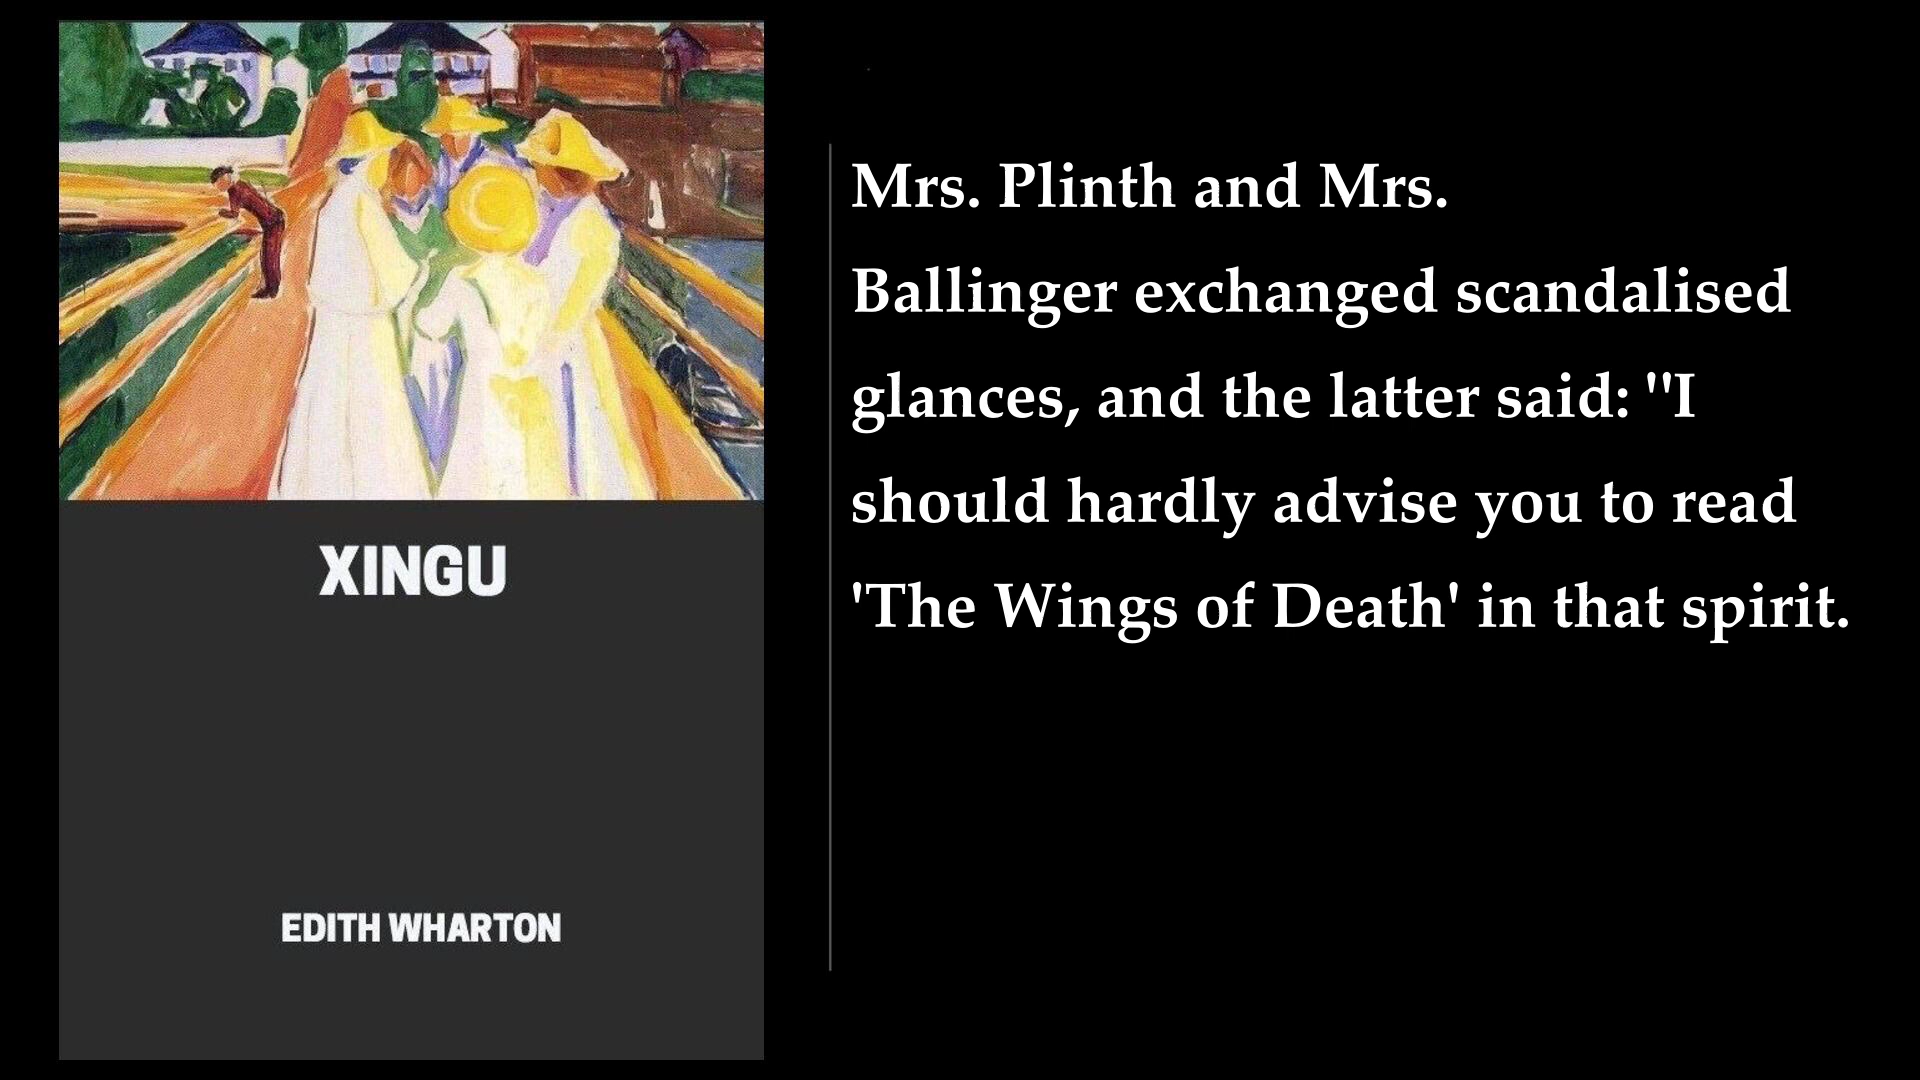 XINGU
EDITH WHARTON
Mrs. Plinth and Mrs.
Ballinger exchanged scandalised
glances, and the latter said: "I
should hardly advise you to read
'The Wings of Death' in that spirit.